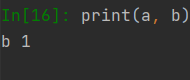 In[16]: print(a, b)
b 1